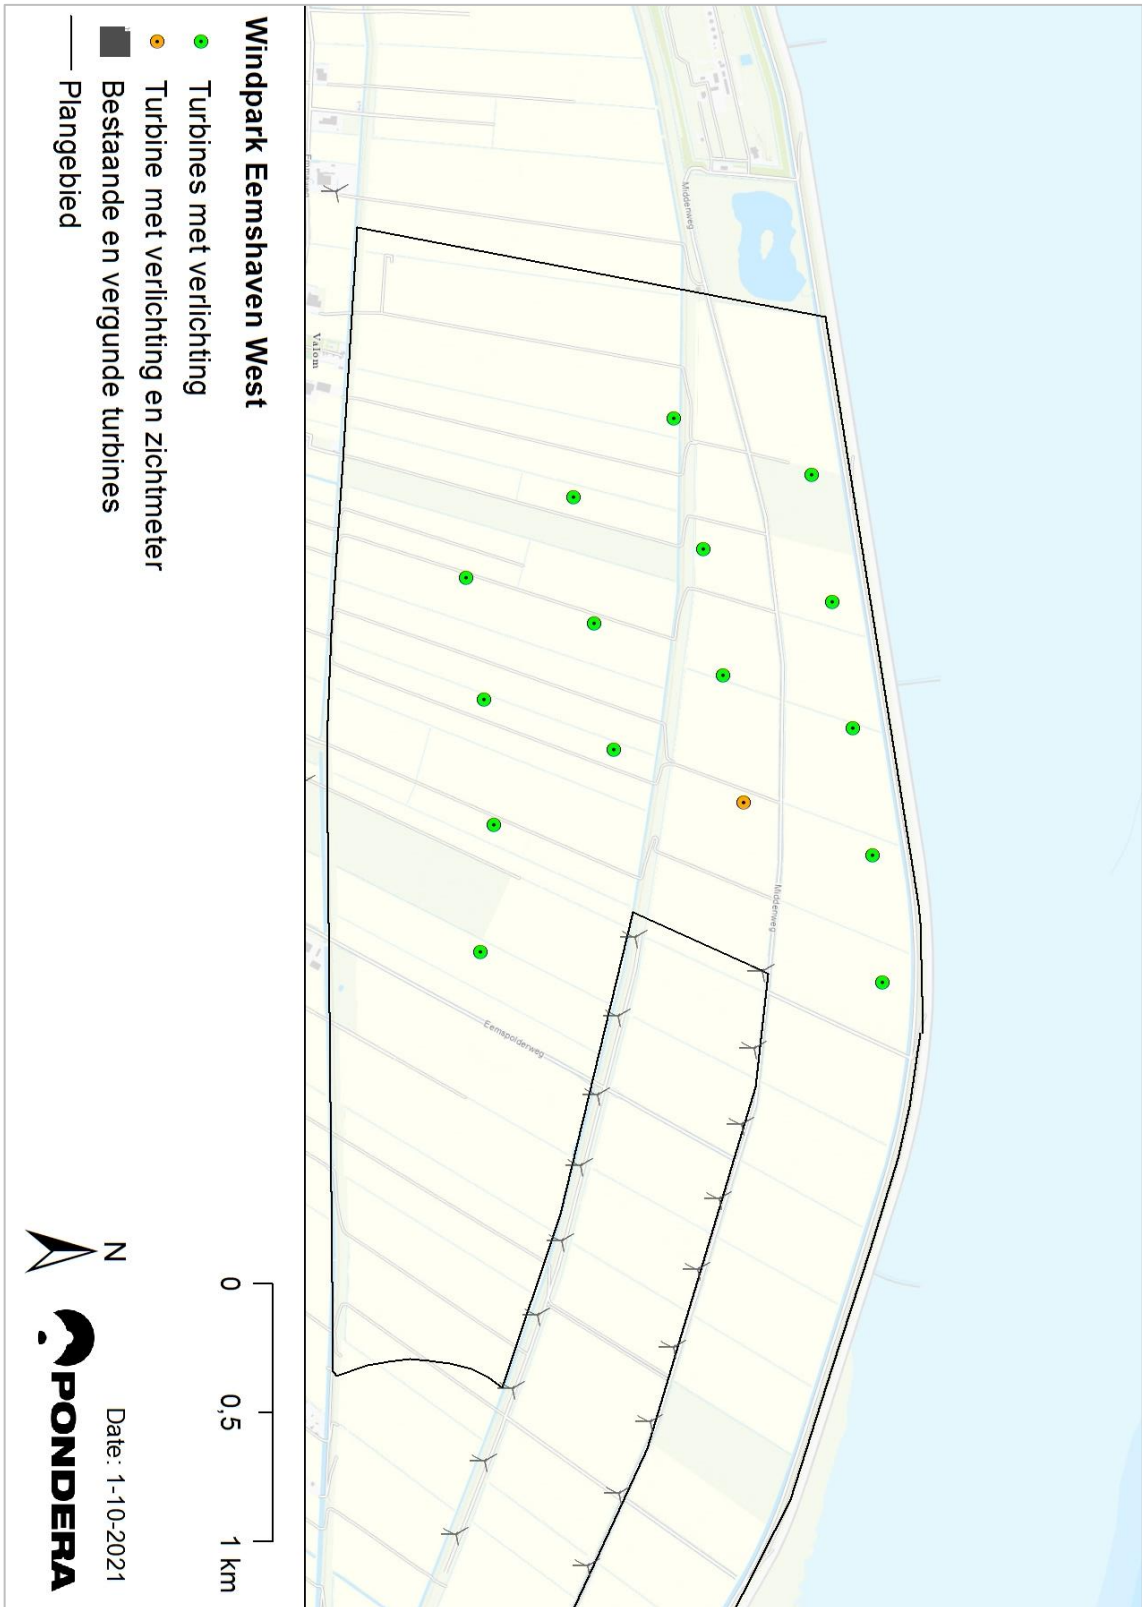 Windpark Eemshaven West
Turbines met verlichting
Turbine met verlichting en zichtmeter
Bestaande en vergunde turbines
Plangebied
Middenweg
Valom
Middenweg
Eemspolderweg
N
0
0,5
1 km
Date: 1-10-2021
PONDERA